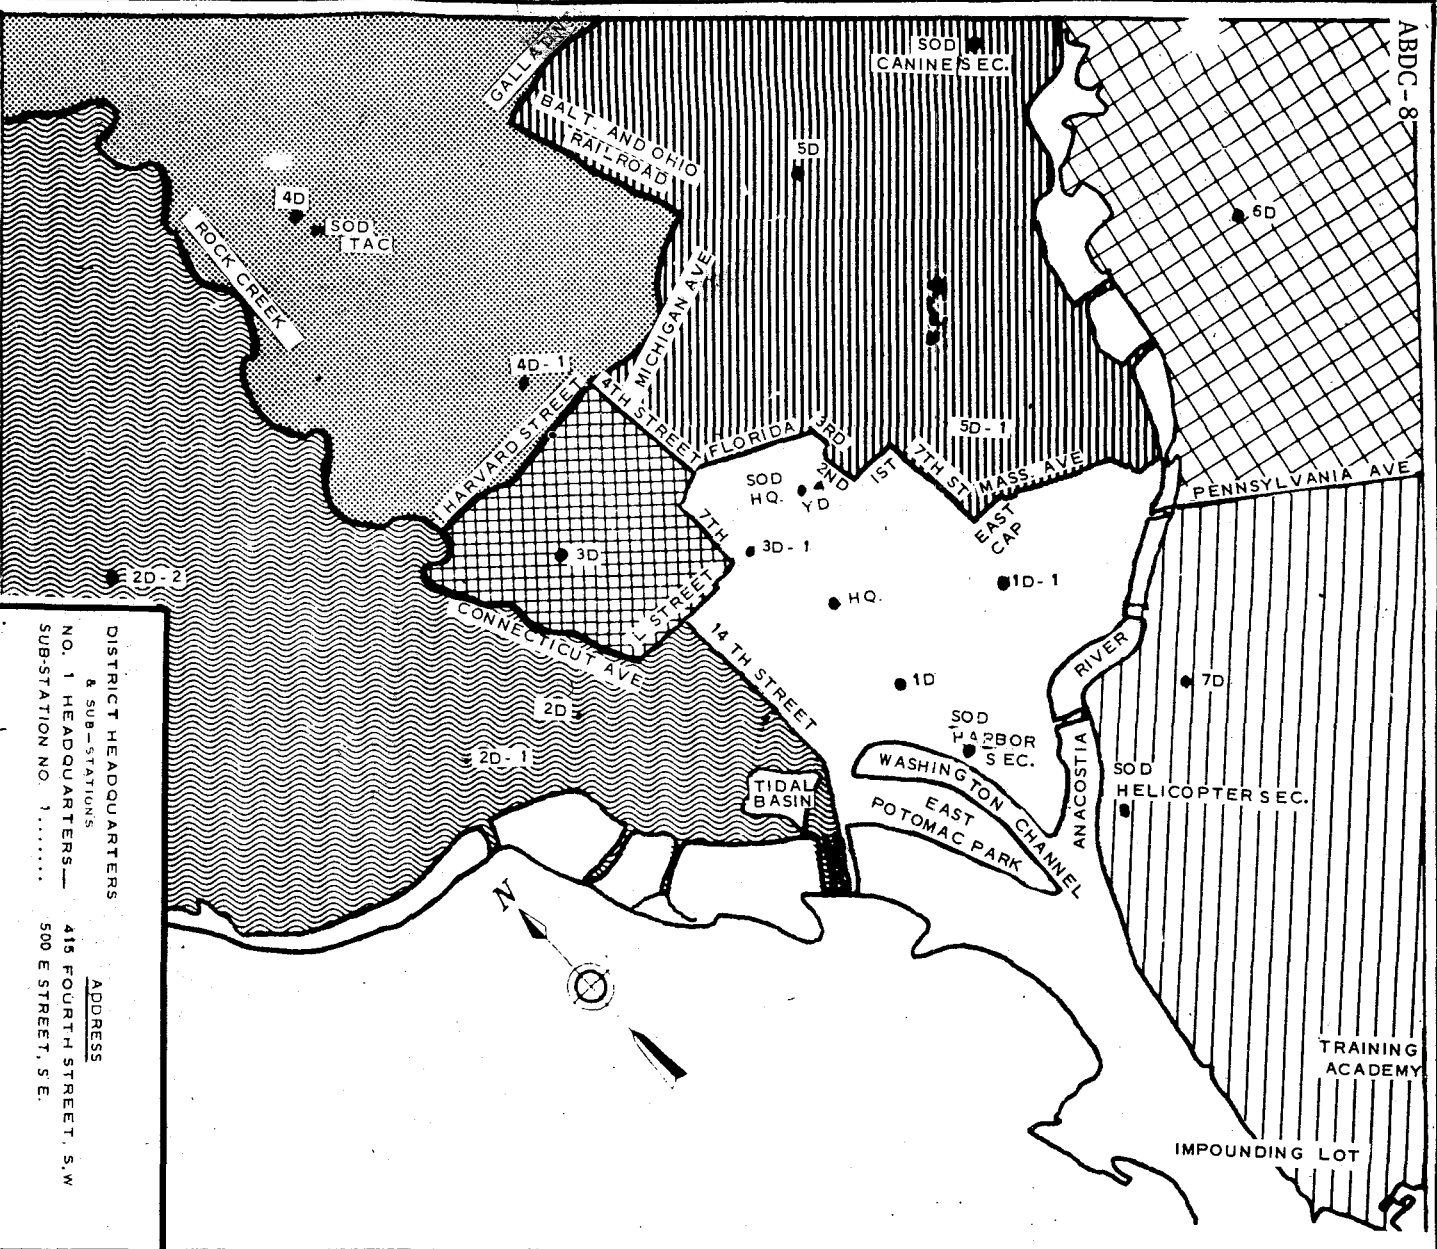 ABDC-8
GALLATIN
SOD
CANINE SEC.
BALT. AND OHIO
RAILROAD
5D
6D
4D
SOD
TAC
ROCK CREEK
MICHIGAN AVE
4D-1
4TH STREET
HARVARD STREET
FLORIDA
3RD
2ND
1ST
7TH ST
5D-1
MASS. AVE
PENNSYLVANIA AVE
SOD
HQ.
YD
EAST
CAP
7TH
3D-1
3D
2D-2
1D-1
HQ.
L STREET
CONNECTICUT AVE
14TH STREET
RIVER
7D
1D
2D
SOD
HARBOR
SEC.
2D-1
WASHINGTON CHANNEL
TIDAL
BASIN
EAST
POTOMAC PARK
ANACOSTIA
SOD
HELICOPTER SEC.
N
TRAINING
ACADEMY
IMPOUNDING LOT
DISTRICT HEADQUARTERS
& SUB-STATIONS
ADDRESS
NO. 1 HEADQUARTERS__ 415 FOURTH STREET, S.W
SUB-STATION NO. 1....... 500 E STREET, S.E.